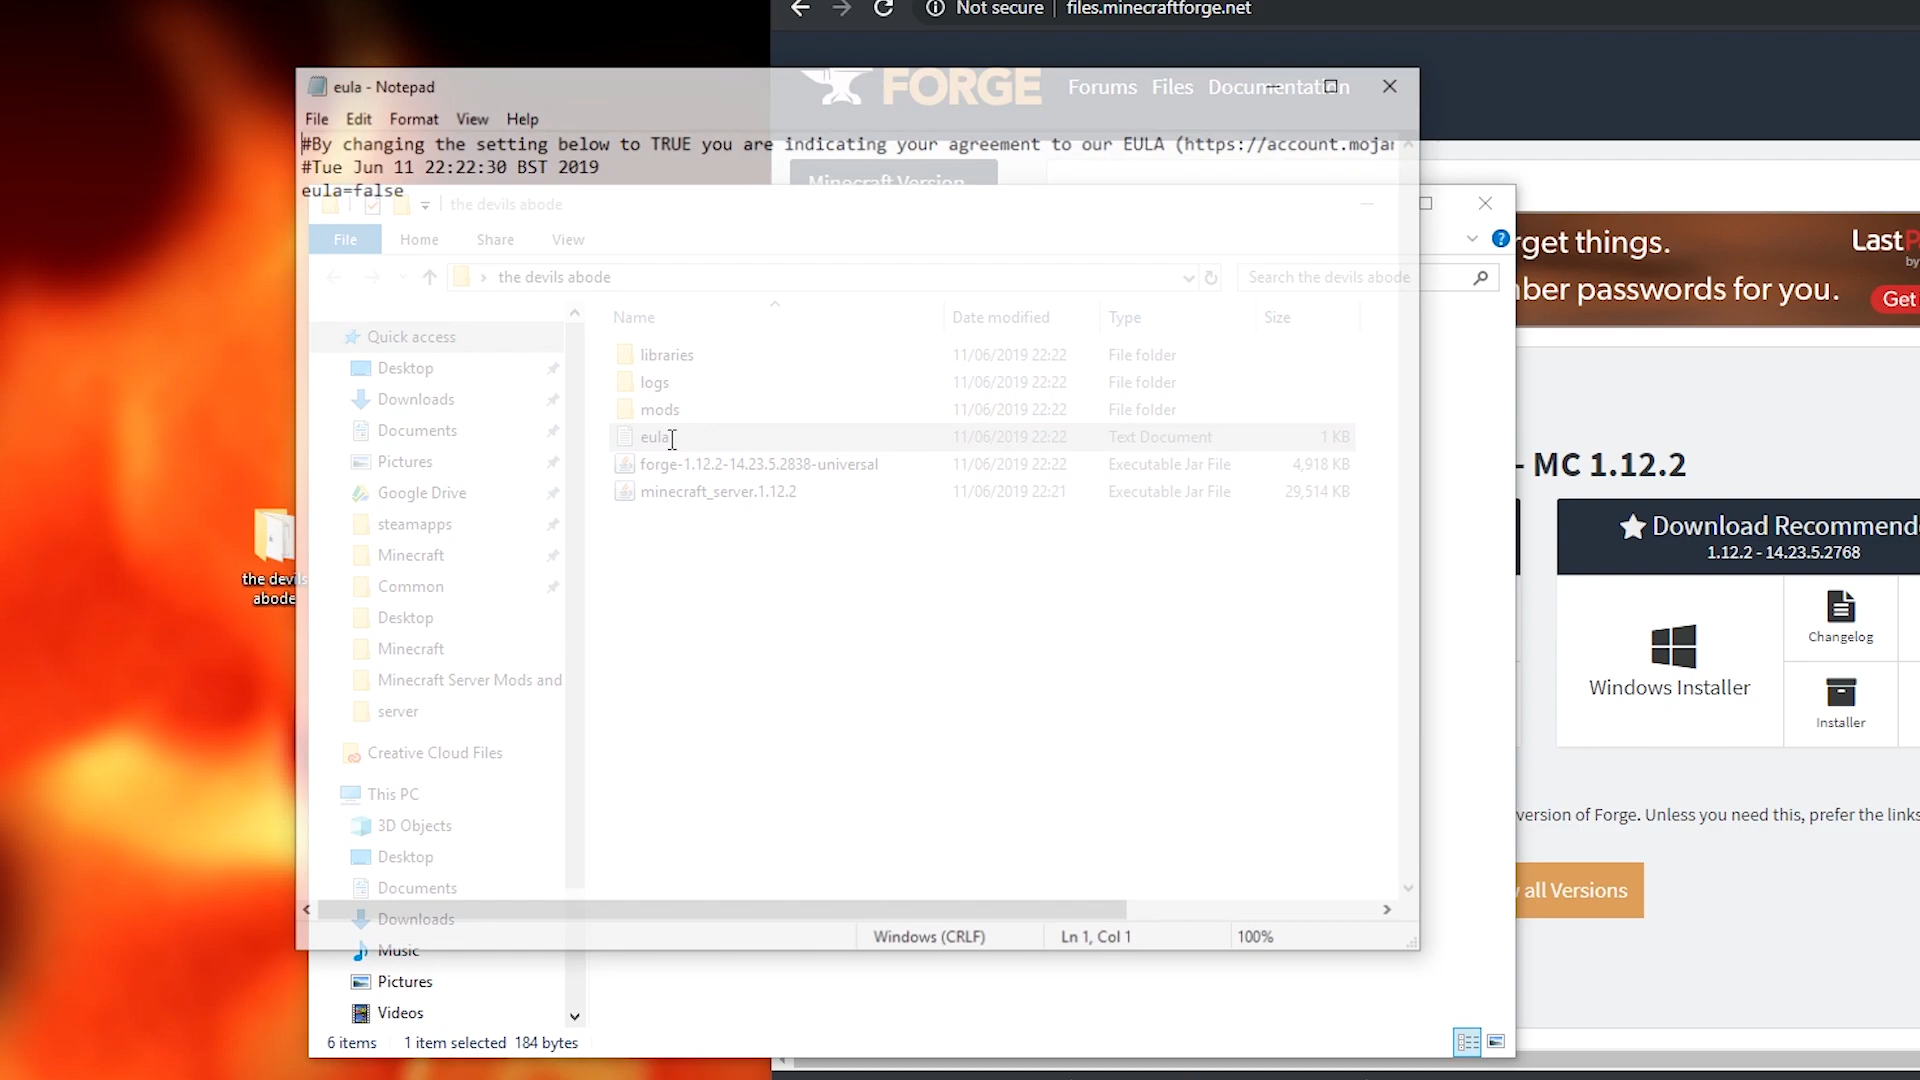 Not secure | files.minecraftforge.net
eula - Notepad
FORGE Forums Files Documentation
File Edit Format View Help
#By changing the setting below to TRUE you are indicating your agreement to our EULA (https://account.mojan
#Tue Jun 11 22:22:30 BST 2019
Minecraft Version
eula=false
the devils abode
File Home Share View
the devils abode
Search the devils abode
rget things.
ber passwords for you.
LastP
by
Get
Name Date modified Type Size
Quick access
Desktop
Downloads
Documents
Pictures
Google Drive
steamapps
Minecraft
Common
Desktop
Minecraft
Minecraft Server Mods and
server
Creative Cloud Files
This PC
3D Objects
Desktop
Documents
Downloads
Music
Pictures
Videos
libraries 11/06/2019 22:22 File folder
logs 11/06/2019 22:22 File folder
mods 11/06/2019 22:22 File folder
eula 11/06/2019 22:22 Text Document 1 KB
forge-1.12.2-14.23.5.2838-universal 11/06/2019 22:22 Executable Jar File 4,918 KB
minecraft_server.1.12.2 11/06/2019 22:21 Executable Jar File 29,514 KB
the devils
abode
- MC 1.12.2
Download Recommend
1.12.2 - 14.23.5.2768
Windows Installer
Changelog
Installer
version of Forge. Unless you need this, prefer the links
all Versions
Windows (CRLF) Ln 1, Col 1 100%
6 items 1 item selected 184 bytes